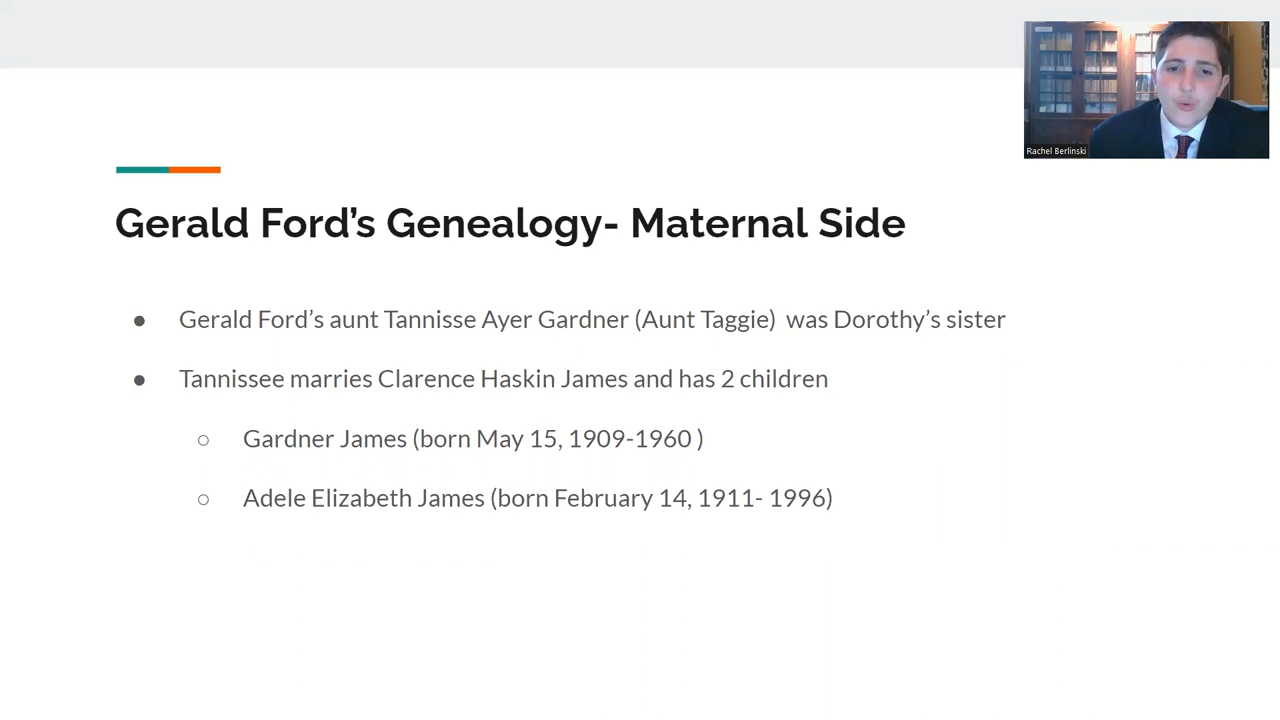 Rachel Berlinski
Gerald Ford's Genealogy- Maternal Side
● Gerald Ford's aunt Tannisse Ayer Gardner (Aunt Taggie) was Dorothy's sister
● Tannissee marries Clarence Haskin James and has 2 children
○ Gardner James (born May 15, 1909-1960 )
○ Adele Elizabeth James (born February 14, 1911- 1996)